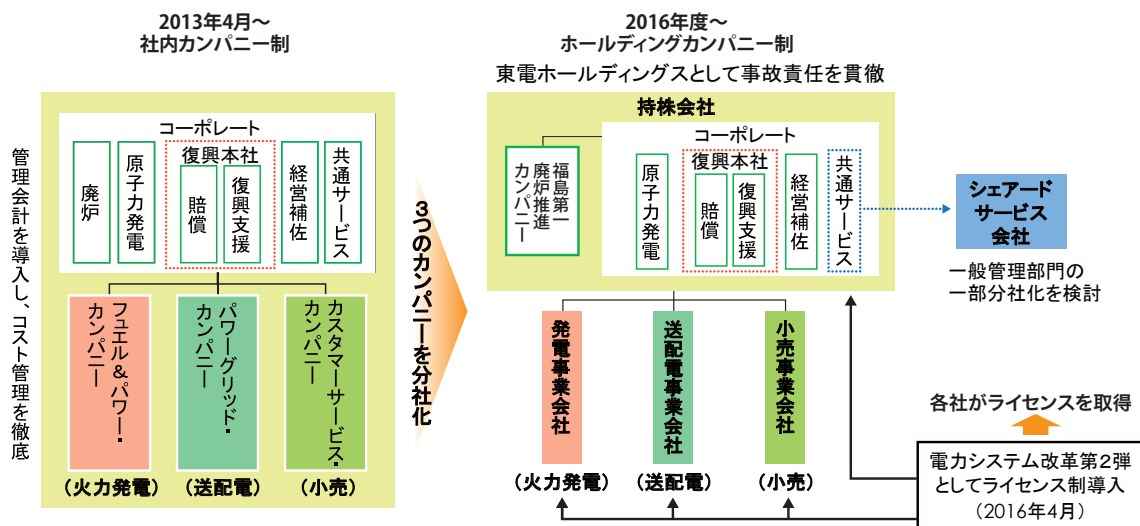 2013年4月～
社内カンパニー制
管理会計を導入し、コスト管理を徹底
コーポレート
廃炉
原子力発電
復興本社
賠償
復興支援
経営補佐
共通サービス
フュエル＆パワー・
カンパニー
パワーグリッド・
カンパニー
カスタマーサービス・
カンパニー
（火力発電）
（送配電）
（小売）
3つのカンパニーを分社化
2016年度～
ホールディングカンパニー制
東電ホールディングスとして事故責任を貫徹
持株会社
福島第一
廃炉推進
カンパニー
コーポレート
原子力発電
復興本社
賠償
復興支援
経営補佐
共通サービス
シェアード
サービス
会社
一般管理部門の
一部分社化を検討
発電事業会社
送配電事業会社
小売事業会社
（火力発電）
（送配電）
（小売）
各社がライセンスを取得
電力システム改革第2弾
としてライセンス制導入
（2016年4月）